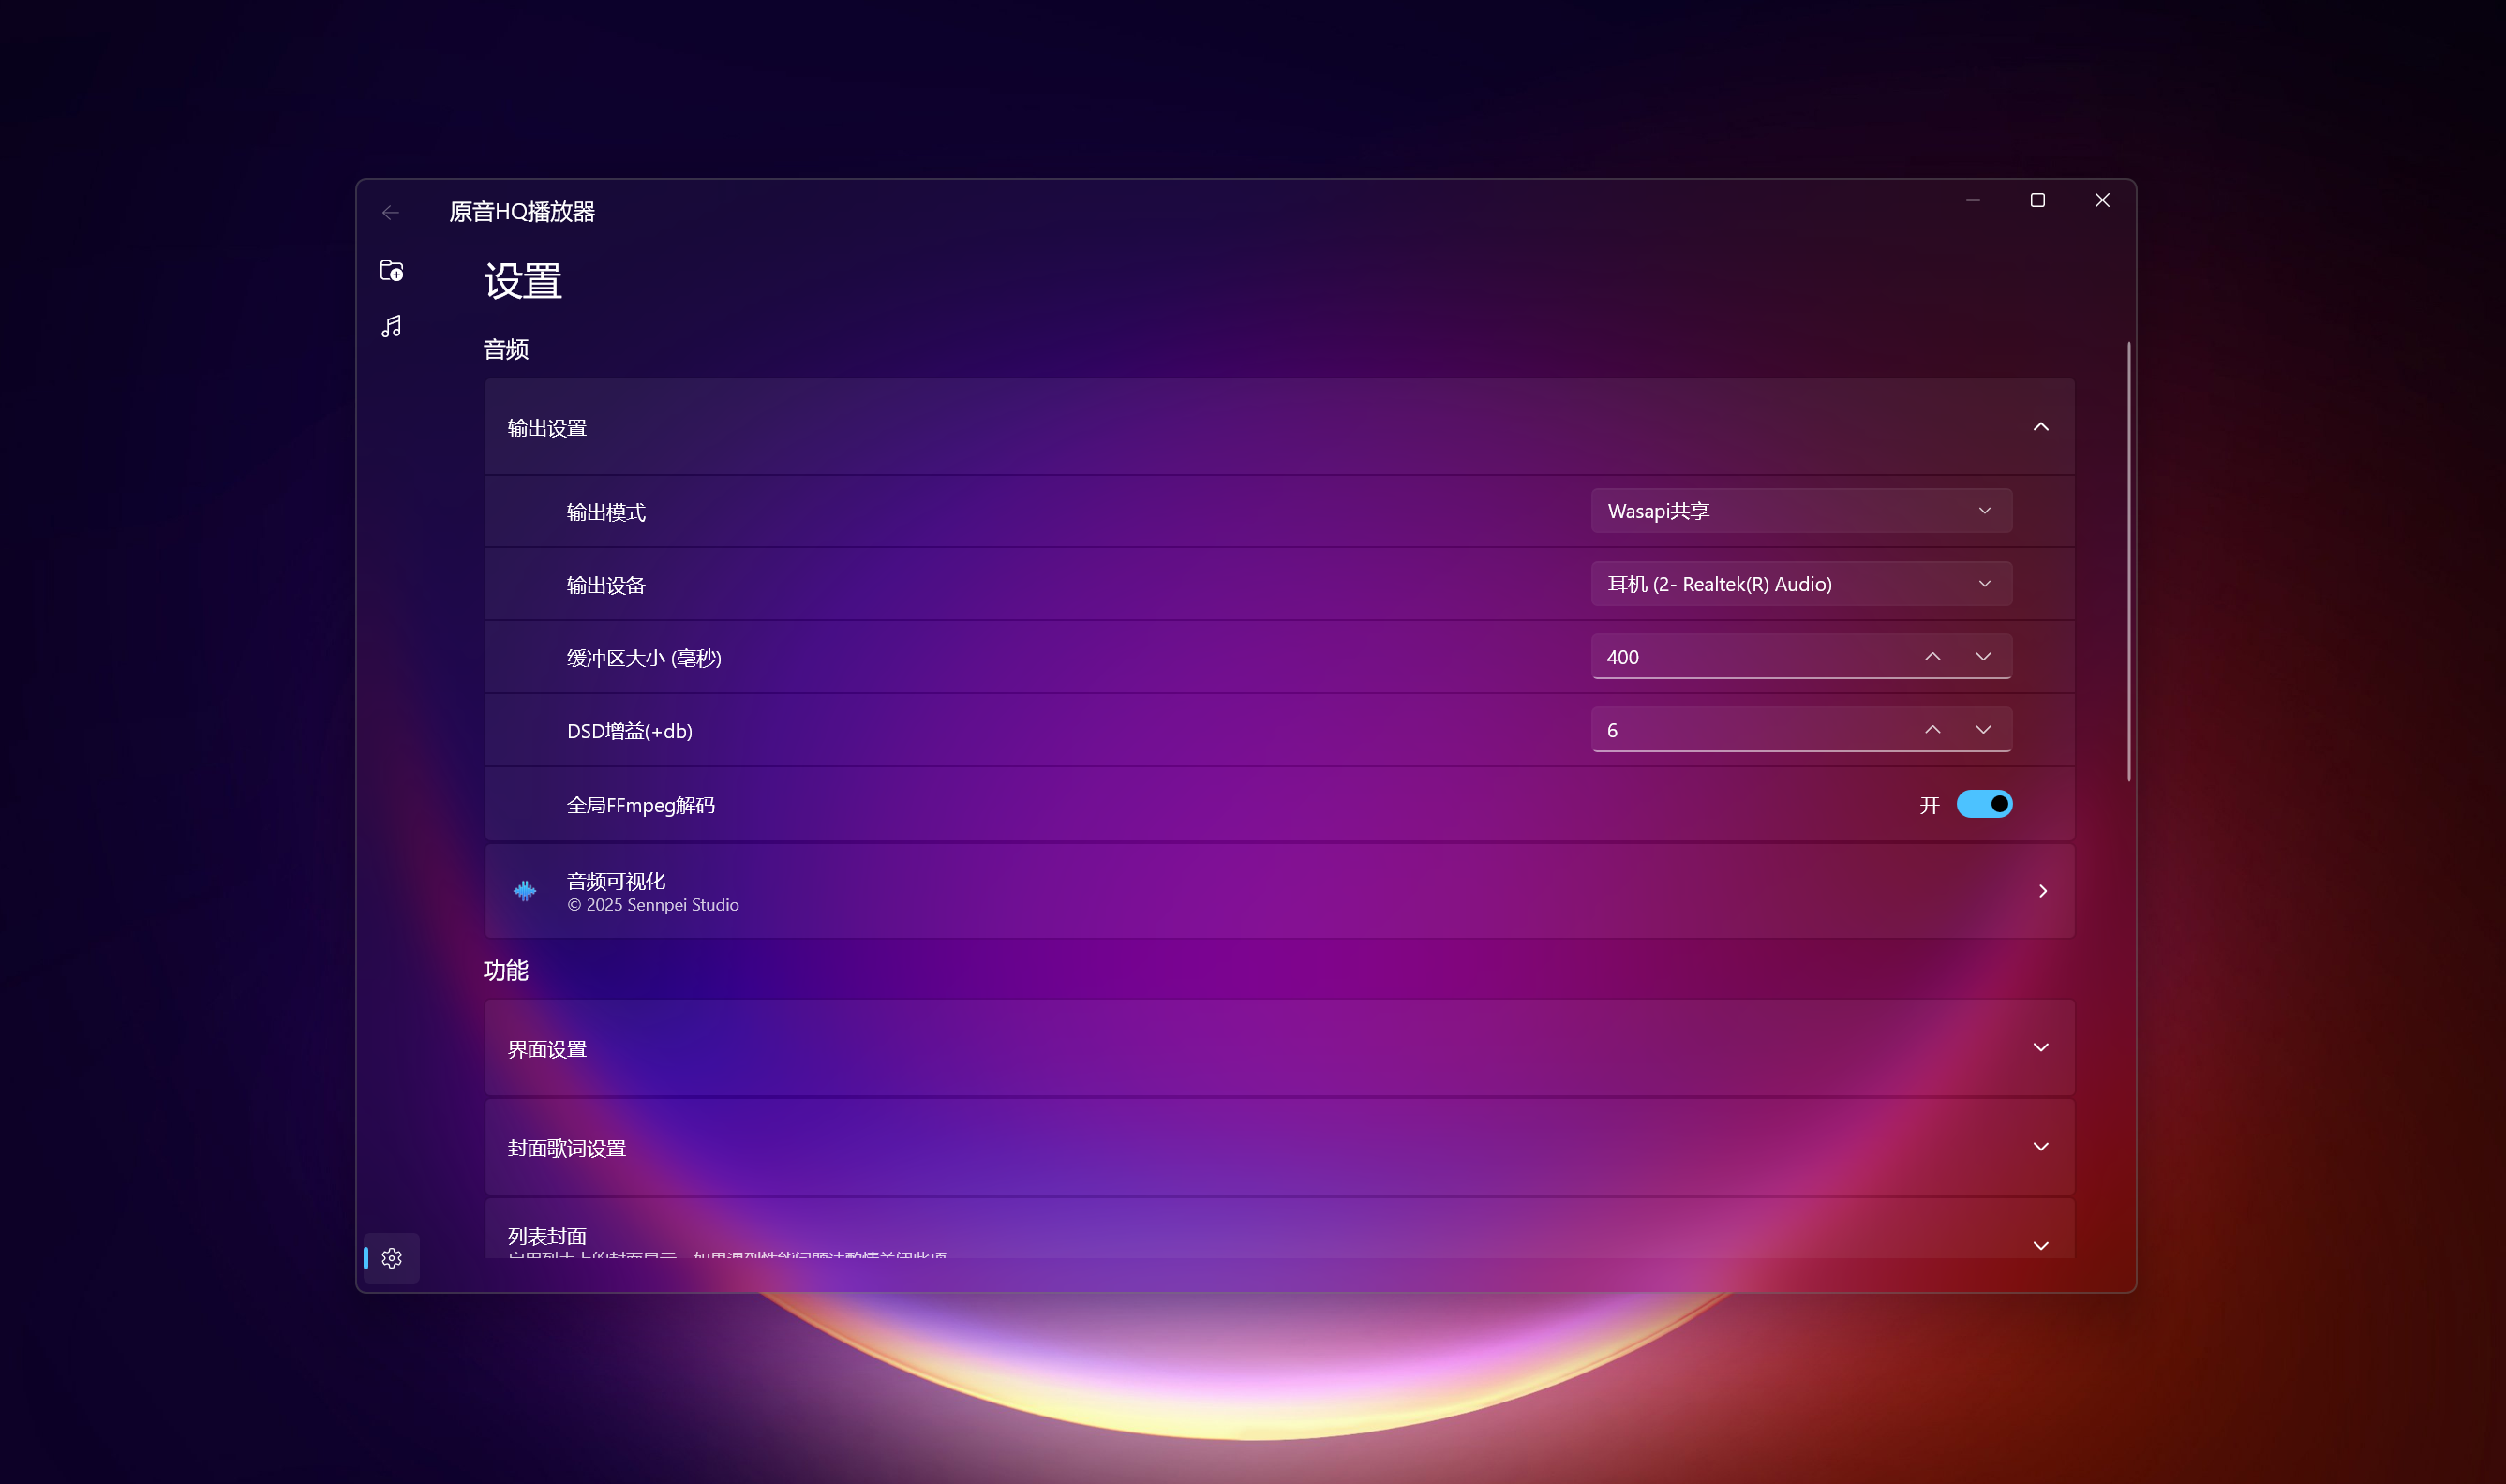 原音HQ播放器
设置
音频
输出设置
输出模式 Wasapi共享
输出设备 耳机 (2- Realtek(R) Audio)
缓冲区大小 (毫秒) 400
DSD增益(+db) 6
全局FFmpeg解码 开
音频可视化
© 2025 Sennpei Studio
功能
界面设置
封面歌词设置
列表封面